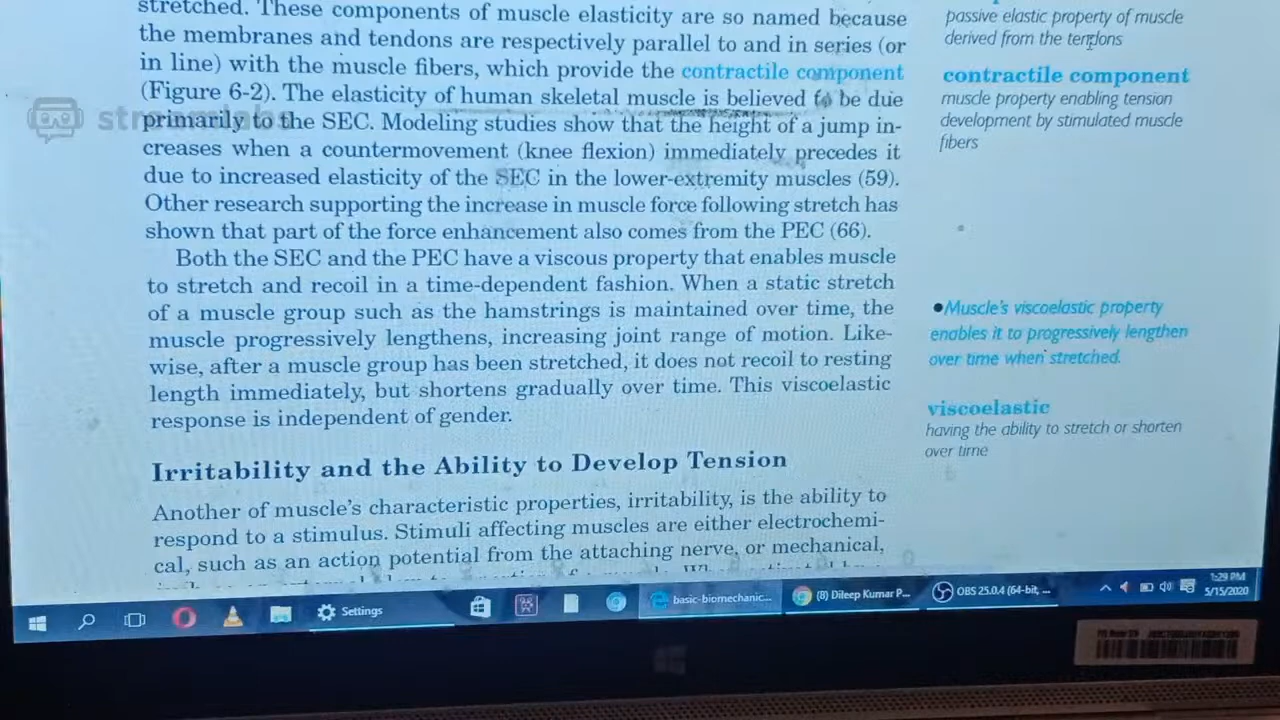 stretched. These components of muscle elasticity are so named because
the membranes and tendons are respectively parallel to and in series (or
in line) with the muscle fibers, which provide the contractile component
(Figure 6-2). The elasticity of human skeletal muscle is believed to be due
primarily to the SEC. Modeling studies show that the height of a jump in-
creases when a countermovement (knee flexion) immediately precedes it
due to increased elasticity of the SEC in the lower-extremity muscles (59).
Other research supporting the increase in muscle force following stretch has
shown that part of the force enhancement also comes from the PEC (66).
Both the SEC and the PEC have a viscous property that enables muscle
to stretch and recoil in a time-dependent fashion. When a static stretch
of a muscle group such as the hamstrings is maintained over time, the
muscle progressively lengthens, increasing joint range of motion. Like-
wise, after a muscle group has been stretched, it does not recoil to resting
length immediately, but shortens gradually over time. This viscoelastic
response is independent of gender.
Irritability and the Ability to Develop Tension
Another of muscle's characteristic properties, irritability, is the ability to
respond to a stimulus. Stimuli affecting muscles are either electrochemi-
cal, such as an action potential from the attaching nerve, or mechanical,
passive elastic property of muscle
derived from the tendons
contractile component
muscle property enabling tension
development by stimulated muscle
fibers
●Muscle's viscoelastic property
enables it to progressively lengthen
over time when stretched.
viscoelastic
having the ability to stretch or shorten
over time
Settings
basic-biomechanic...
(8) Dileep Kumar P...
OBS 25.0.4 (64-bit, ...
1:29 PM
5/15/2020